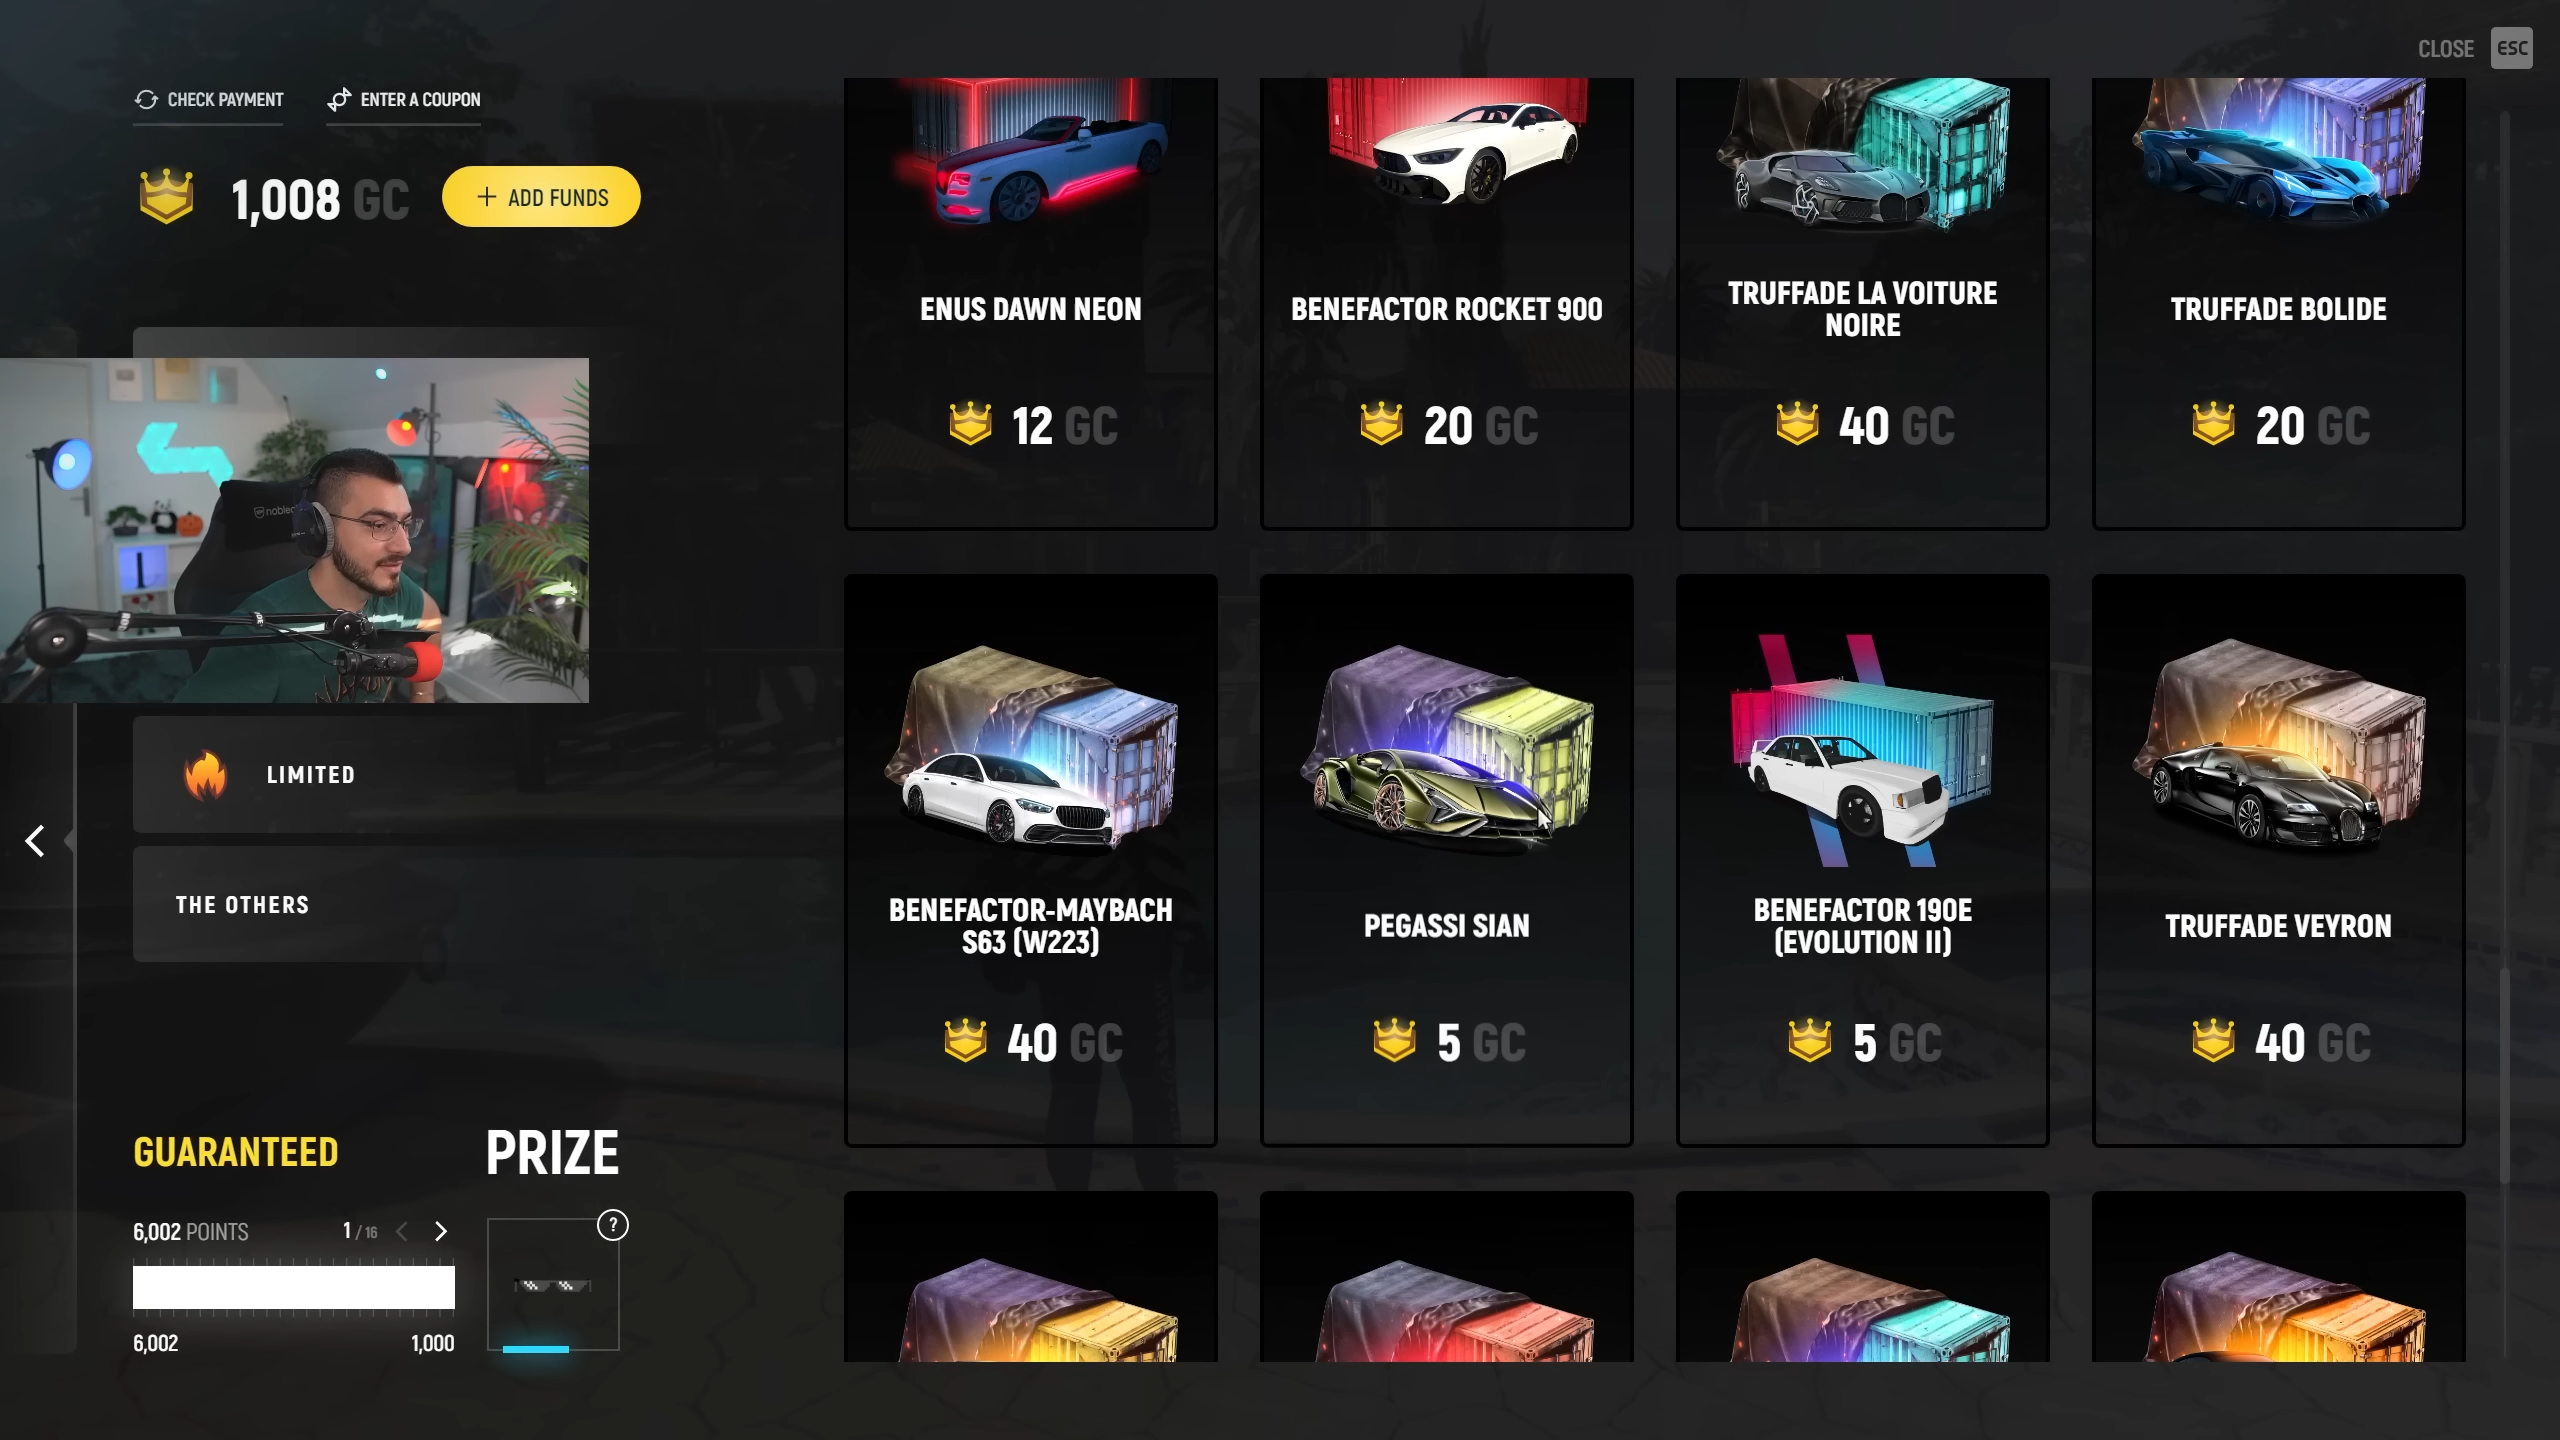 CLOSE ESC
CHECK PAYMENT
ENTER A COUPON
1,008 GC
+ ADD FUNDS
LIMITED
THE OTHERS
GUARANTEED
PRIZE
6,002 POINTS
1 / 16
?
6,002
1,000
ENUS DAWN NEON
12 GC
BENEFACTOR ROCKET 900
20 GC
TRUFFADE LA VOITURE
NOIRE
40 GC
TRUFFADE BOLIDE
20 GC
BENEFACTOR-MAYBACH
S63 (W223)
40 GC
PEGASSI SIAN
5 GC
BENEFACTOR 190E
(EVOLUTION II)
5 GC
TRUFFADE VEYRON
40 GC